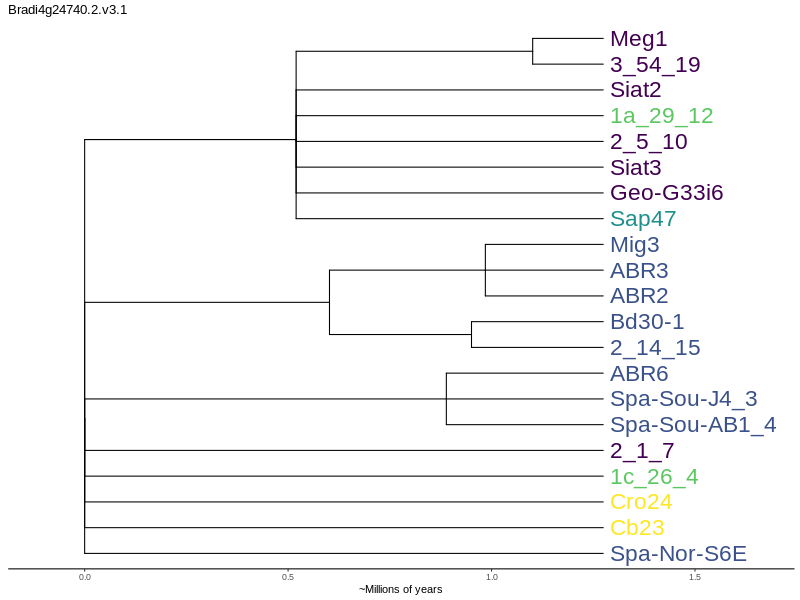 Bradi4g24740.2.v3.1
Meg1
3_54_19
Siat2
1a_29_12
2_5_10
Siat3
Geo-G33i6
Sap47
Mig3
ABR3
ABR2
Bd30-1
2_14_15
ABR6
Spa-Sou-J4_3
Spa-Sou-AB1_4
2_1_7
1c_26_4
Cro24
Cb23
Spa-Nor-S6E
0.0 0.5 1.0 1.5
~Millions of years